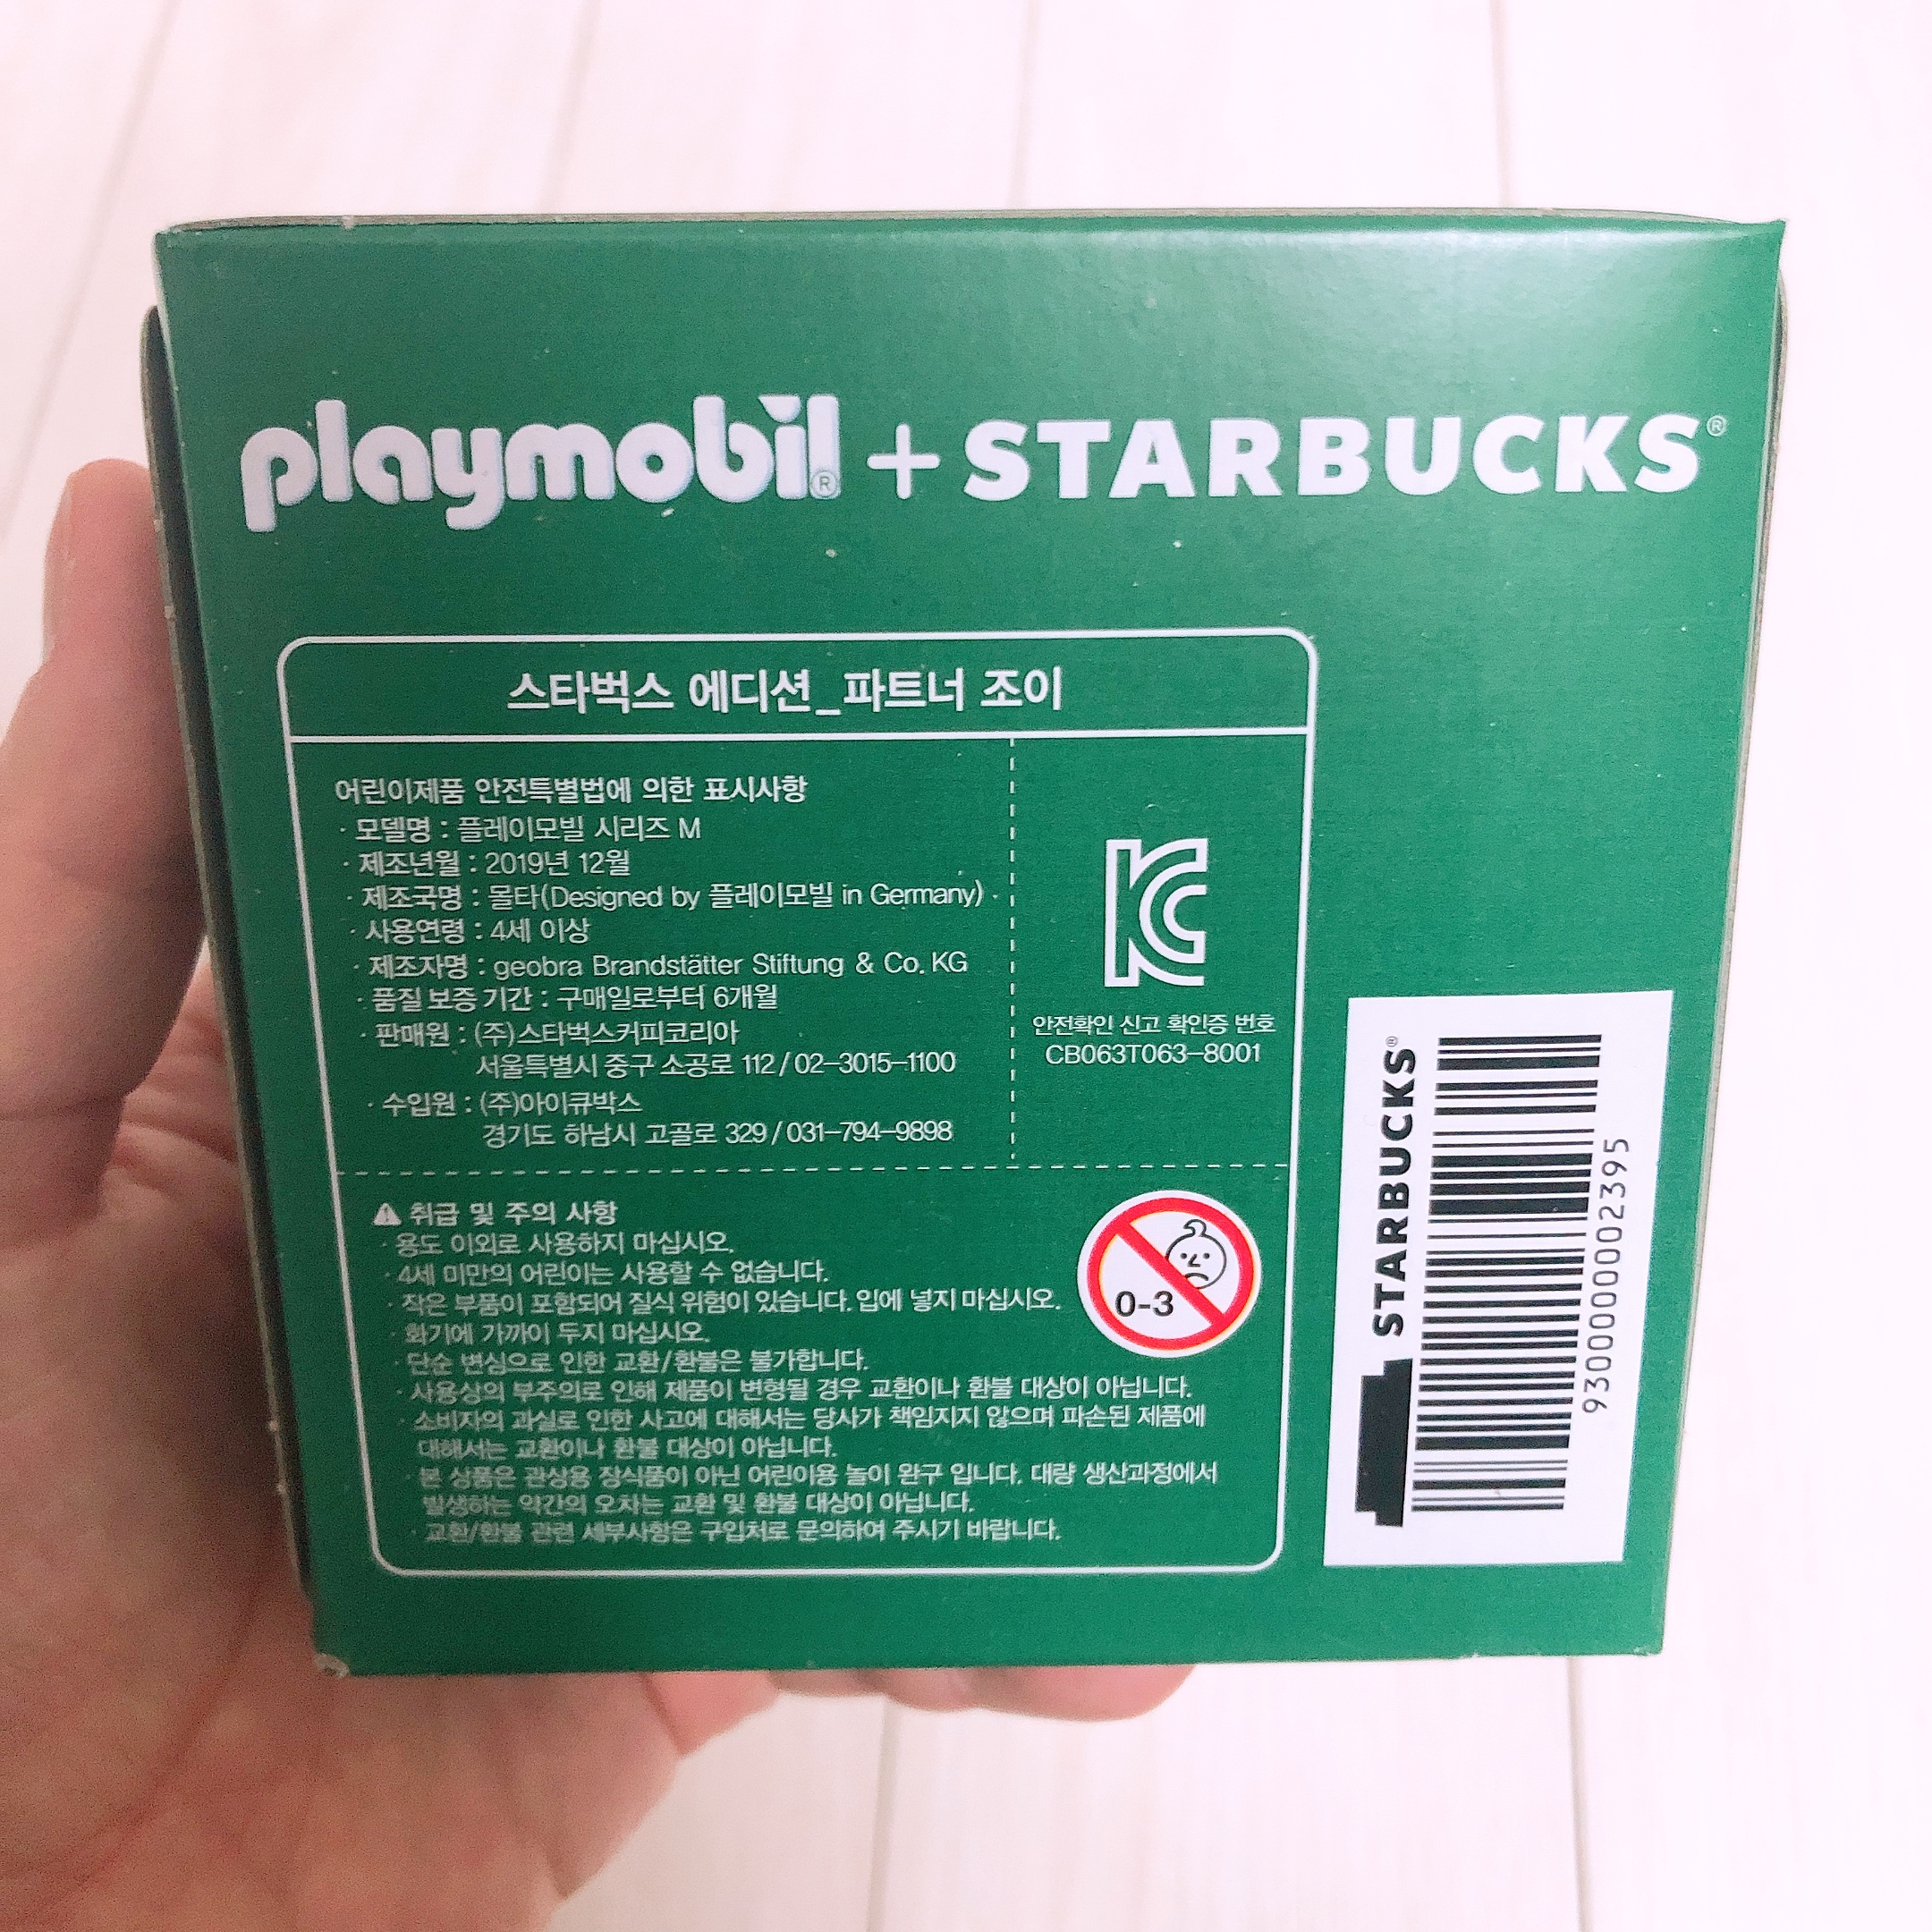 playmobil® + STARBUCKS®
스타벅스 에디션_파트너 조이
어린이제품 안전특별법에 의한 표시사항
· 모델명 : 플레이모빌 시리즈 M
· 제조년월 : 2019년 12월
· 제조국명 : 몰타(Designed by 플레이모빌 in Germany) ·
· 사용연령 : 4세 이상
· 제조자명 : geobra Brandstätter Stiftung & Co. KG
· 품질 보증 기간 : 구매일로부터 6개월
· 판매원 : (주)스타벅스커피코리아
서울특별시 중구 소공로 112 / 02-3015-1100
· 수입원 : (주)아이큐박스
경기도 하남시 고골로 329 / 031-794-9898
KC
안전확인 신고 확인증 번호
CB063T063-8001
⚠ 취급 및 주의 사항
· 용도 이외로 사용하지 마십시오.
· 4세 미만의 어린이는 사용할 수 없습니다.
· 작은 부품이 포함되어 질식 위험이 있습니다. 입에 넣지 마십시오.
· 화기에 가까이 두지 마십시오.
· 단순 변심으로 인한 교환/환불은 불가합니다.
· 사용상의 부주의로 인해 제품이 변형될 경우 교환이나 환불 대상이 아닙니다.
· 소비자의 과실로 인한 사고에 대해서는 당사가 책임지지 않으며 파손된 제품에
대해서는 교환이나 환불 대상이 아닙니다.
· 본 상품은 관상용 장식품이 아닌 어린이용 놀이 완구 입니다. 대량 생산과정에서
발생하는 약간의 오차는 교환 및 환불 대상이 아닙니다.
· 교환/환불 관련 세부사항은 구입처로 문의하여 주시기 바랍니다.
0-3
STARBUCKS®
9300000002395